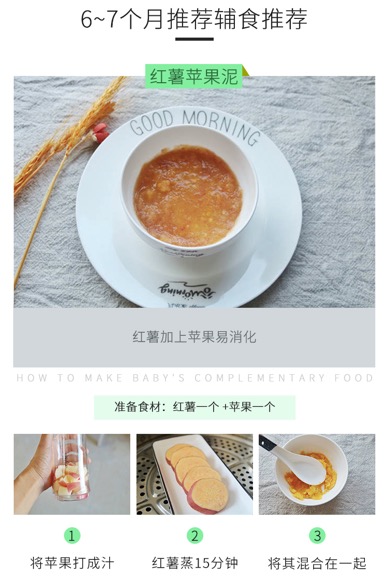 6~7个月推荐辅食推荐
红薯苹果泥
GOOD MORNING
红薯加上苹果易消化
HOW TO MAKE BABY'S COMPLEMENTARY FOOD
准备食材：红薯一个 +苹果一个
1
将苹果打成汁
2
红薯蒸15分钟
3
将其混合在一起